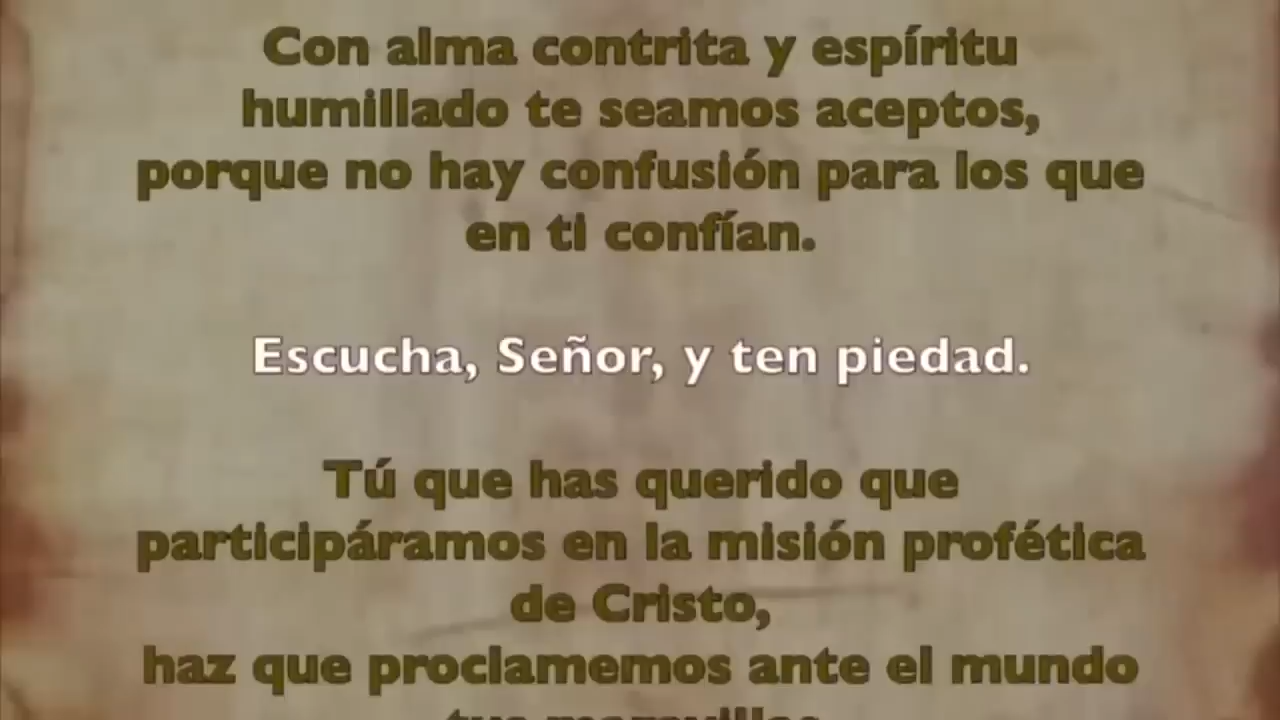 Con alma contrita y espíritu
humillado te seamos aceptos,
porque no hay confusión para los que
en ti confían.
Escucha, Señor, y ten piedad.
Tú que has querido que
participáramos en la misión profética
de Cristo,
haz que proclamemos ante el mundo